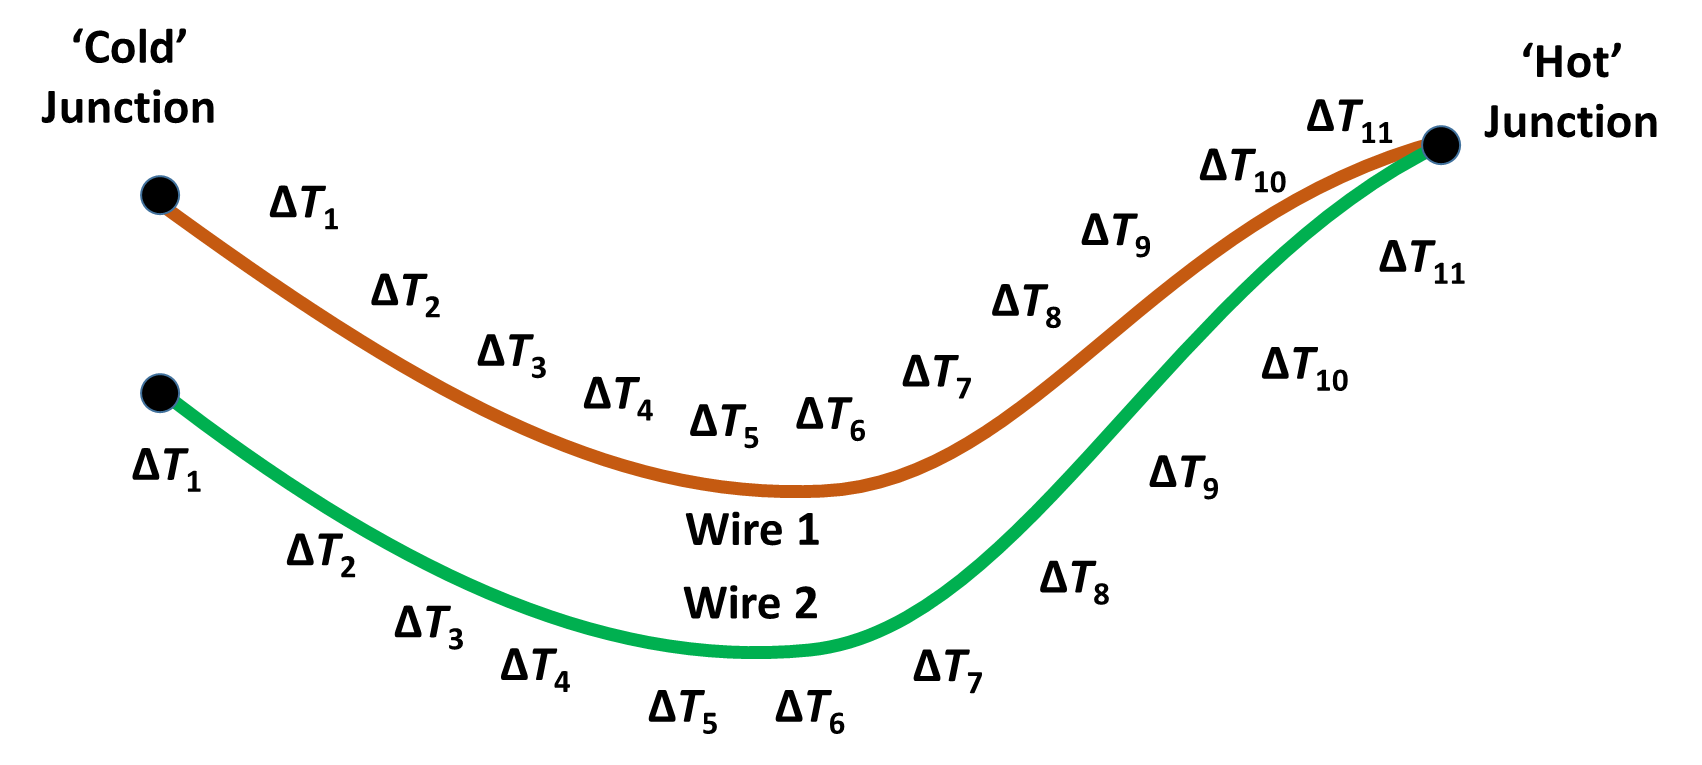 ‘Cold’
Junction
‘Hot’
Junction
ΔT₁
ΔT₂
ΔT₃
ΔT₄
ΔT₅
ΔT₆
ΔT₇
ΔT₈
ΔT₉
ΔT₁₀
ΔT₁₁
Wire 1
Wire 2
ΔT₁
ΔT₂
ΔT₃
ΔT₄
ΔT₅
ΔT₆
ΔT₇
ΔT₈
ΔT₉
ΔT₁₀
ΔT₁₁